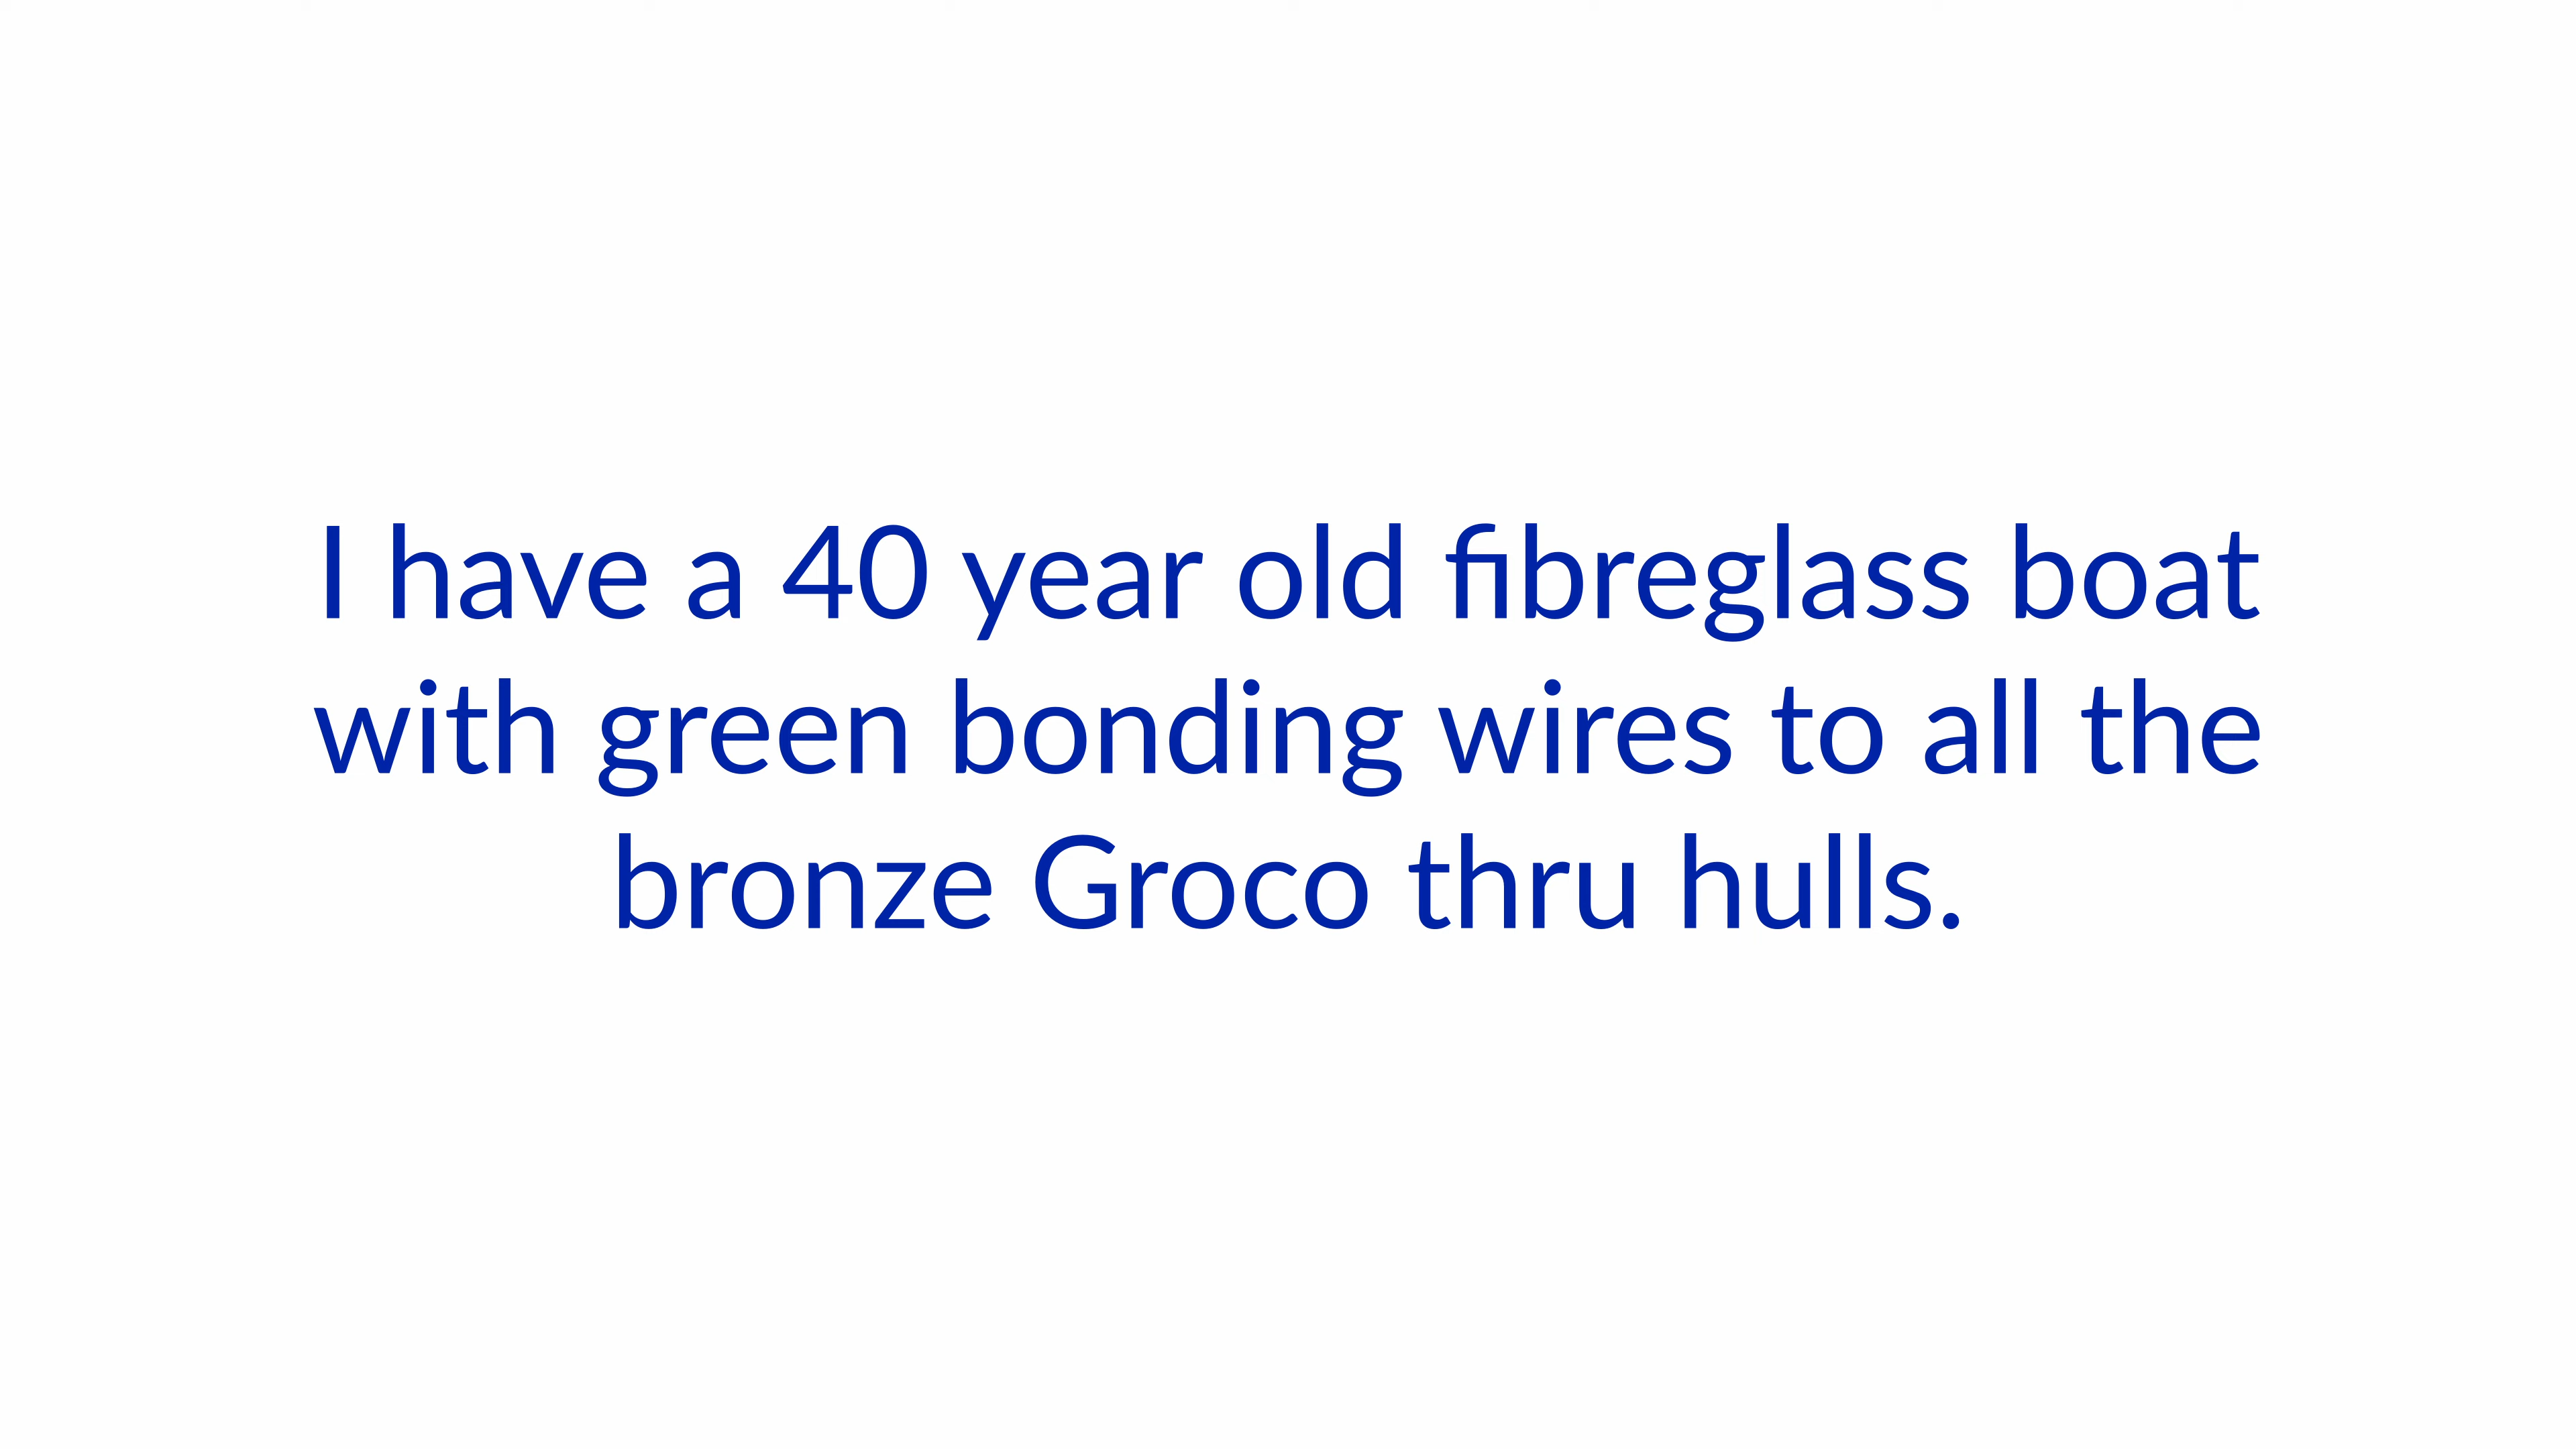 I have a 40 year old fibreglass boat
with green bonding wires to all the
bronze Groco thru hulls.